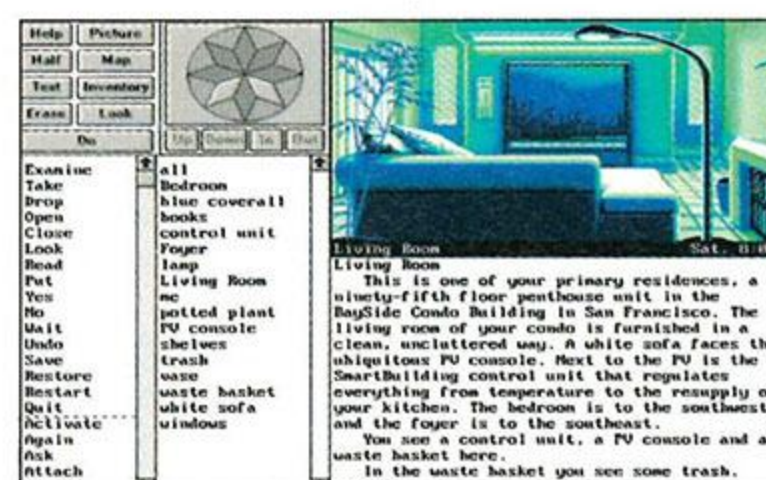 Help Picture
Half Map
Text Inventory
Erase Look
Do
Up Down In Out
Examine
Take
Drop
Open
Close
Look
Read
Put
Yes
No
Wait
Undo
Save
Restore
Restart
Quit
Activate
Again
Ask
Attach
all
Bedroom
blue coverall
books
control unit
Foyer
lamp
Living Room
me
potted plant
PV console
shelves
trash
vase
waste basket
white sofa
windows
Living Room Sat. 8:0
Living Room
This is one of your primary residences, a
ninety-fifth floor penthouse unit in the
BaySide Condo Building in San Francisco. The
living room of your condo is furnished in a
clean, uncluttered way. A white sofa faces th
ubiquitous PV console. Next to the PV is the
SmartBuilding control unit that regulates
everything from temperature to the resupply o
your kitchen. The bedroom is to the southwest
and the foyer is to the southeast.
You see a control unit, a PV console and a
waste basket here.
In the waste basket you see some trash.